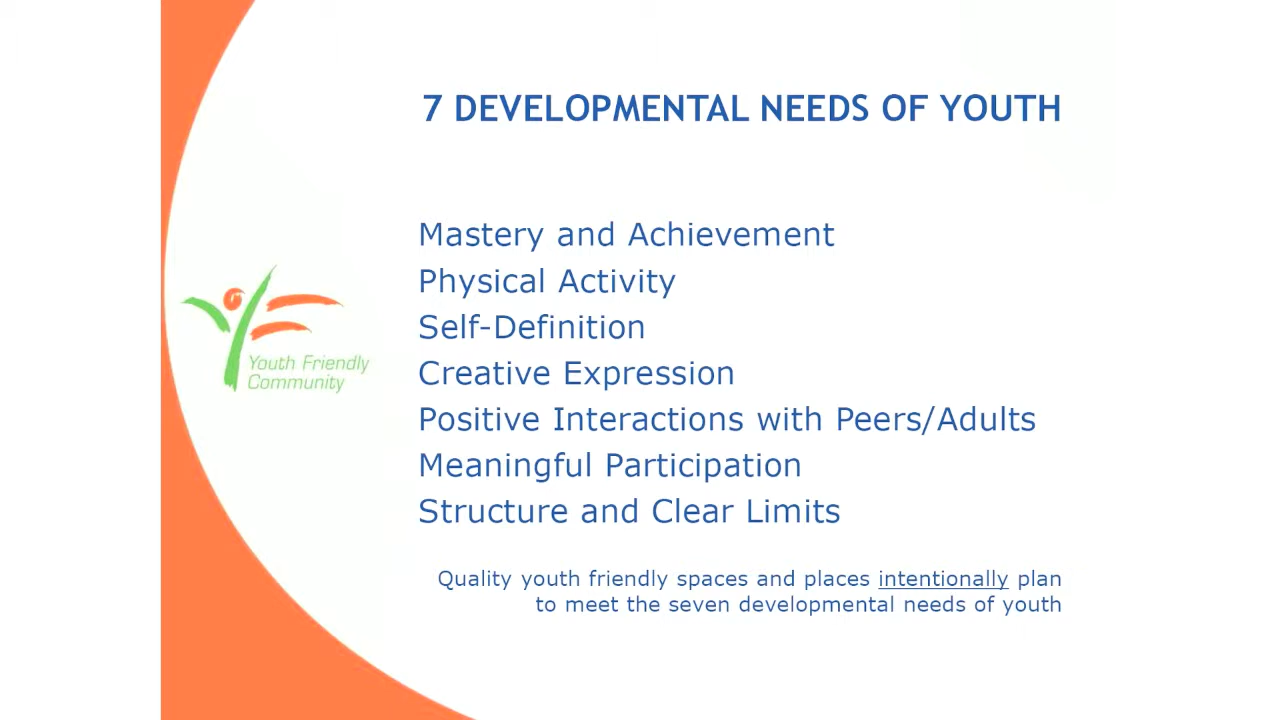 7 DEVELOPMENTAL NEEDS OF YOUTH
Mastery and Achievement
Physical Activity
Self-Definition
Creative Expression
Positive Interactions with Peers/Adults
Meaningful Participation
Structure and Clear Limits
Youth Friendly
Community
Quality youth friendly spaces and places intentionally plan
to meet the seven developmental needs of youth